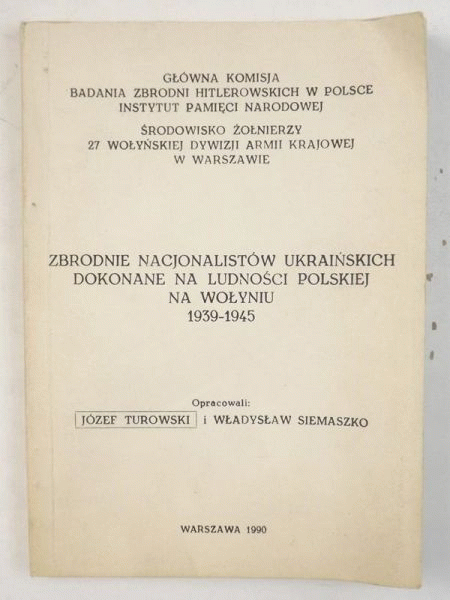 GŁÓWNA KOMISJA
BADANIA ZBRODNI HITLEROWSKICH W POLSCE
INSTYTUT PAMIĘCI NARODOWEJ
ŚRODOWISKO ŻOŁNIERZY
27 WOŁYŃSKIEJ DYWIZJI ARMII KRAJOWEJ
W WARSZAWIE
ZBRODNIE NACJONALISTÓW UKRAIŃSKICH
DOKONANE NA LUDNOŚCI POLSKIEJ
NA WOŁYNIU
1939-1945
Opracowali:
JÓZEF TUROWSKI i WŁADYSŁAW SIEMASZKO
WARSZAWA 1990